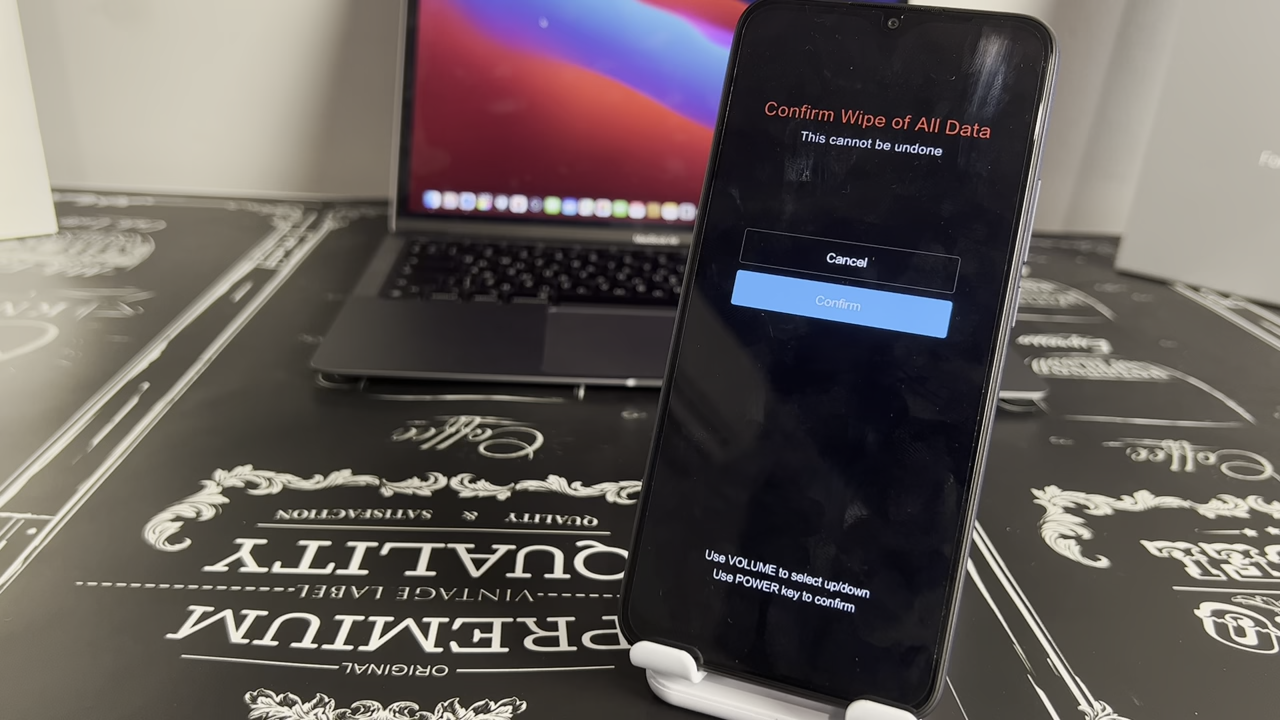 Confirm Wipe of All Data
This cannot be undone
Cancel
Confirm
Use VOLUME to select up/down
Use POWER key to confirm
Coffee
QUALITY & SATISFACTION
QUALITY
VINTAGE LABEL
PREMIUM
ORIGINAL
Espresso
Coffee